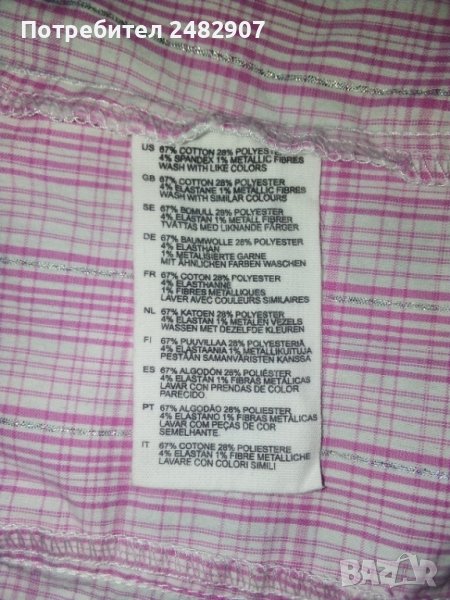 Потребител 2482907
US 67% COTTON 28% POLYESTER
4% SPANDEX 1% METALLIC FIBRES
WASH WITH LIKE COLORS
GB 67% COTTON 28% POLYESTER
4% ELASTANE 1% METALLIC FIBRES
WASH WITH SIMILAR COLOURS
SE 67% BOMULL 28% POLYESTER
4% ELASTAN 1% METALL FIBRER
TVÄTTAS MED LIKNANDE FÄRGER
DE 67% BAUMWOLLE 28% POLYESTER
4% ELASTHAN
1% METALISIERTE GARNE
MIT ÄHNLICHEN FARBEN WASCHEN
FR 67% COTON 28% POLYESTER
4% ELASTHANNE
1% FIBRES METALLIQUES
LAVER AVEC COULEURS SIMILAIRES
NL 67% KATOEN 28% POLYESTER
4% ELASTAN 1% METALEN VEZELS
WASSEN MET DEZELFDE KLEUREN
FI 67% PUUVILLAA 28% POLYESTERIÄ
4% ELASTAANIA 1% METALLIKUITUJA
PESTÄÄN SAMANVÄRISTEN KANSSA
ES 67% ALGODÓN 28% POLIÉSTER
4% ELASTÁN 1% FIBRAS METÁLICAS
LAVAR CON PRENDAS DE COLOR
PARECIDO
PT 67% ALGODÃO 28% POLIÉSTER
4% ELASTANO 1% FIBRAS METÁLICAS
LAVAR COM PEÇAS DE COR
SEMELHANTE.
IT 67% COTONE 28% POLIESTERE
4% ELASTAN 1% FIBRE METALLICHE
LAVARE CON COLORI SIMILI
BAZAR